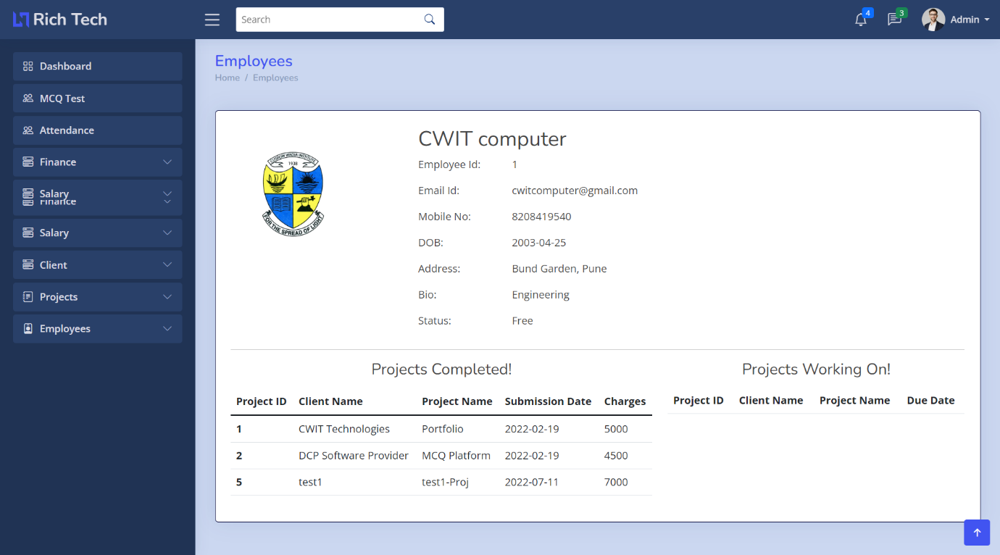 Rich Tech
Search
4
3
Admin
Dashboard
MCQ Test
Attendance
Finance
Salary
Finance
Salary
Client
Projects
Employees
Employees
Home / Employees
CUSROW WADIA INSTITUTE
1938
FOR THE SPREAD OF LIGHT
CWIT computer
Employee Id: 1
Email Id: cwitcomputer@gmail.com
Mobile No: 8208419540
DOB: 2003-04-25
Address: Bund Garden, Pune
Bio: Engineering
Status: Free
Projects Completed!
Project ID Client Name Project Name Submission Date Charges
1 CWIT Technologies Portfolio 2022-02-19 5000
2 DCP Software Provider MCQ Platform 2022-02-19 4500
5 test1 test1-Proj 2022-07-11 7000
Projects Working On!
Project ID Client Name Project Name Due Date